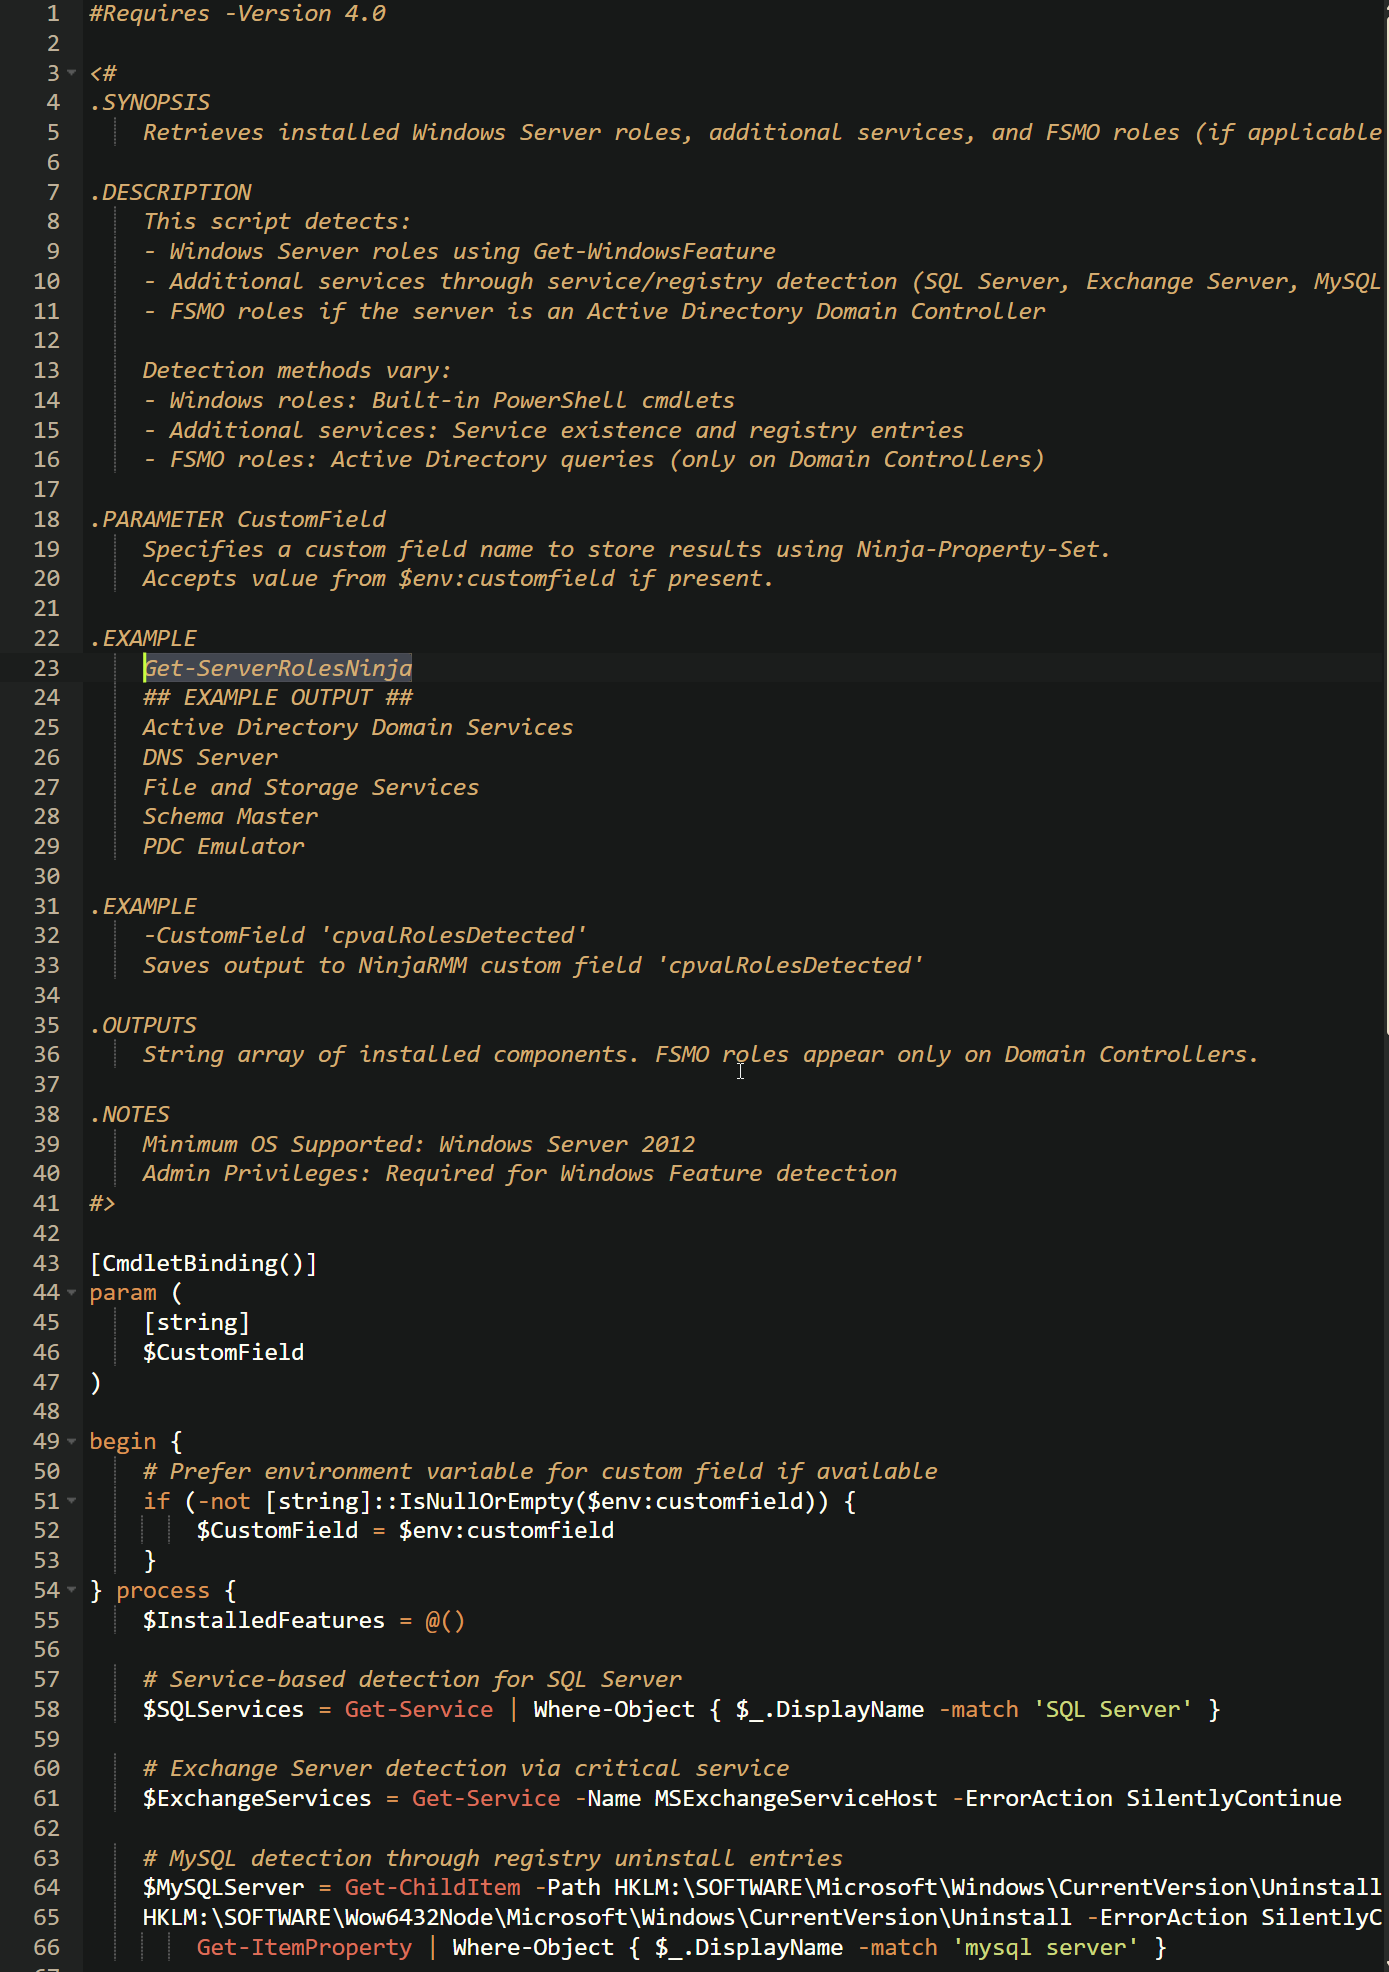 1 #Requires -Version 4.0
2
3 <#
4 .SYNOPSIS
5     Retrieves installed Windows Server roles, additional services, and FSMO roles (if applicable
6
7 .DESCRIPTION
8     This script detects:
9     - Windows Server roles using Get-WindowsFeature
10     - Additional services through service/registry detection (SQL Server, Exchange Server, MySQL
11     - FSMO roles if the server is an Active Directory Domain Controller
12
13     Detection methods vary:
14     - Windows roles: Built-in PowerShell cmdlets
15     - Additional services: Service existence and registry entries
16     - FSMO roles: Active Directory queries (only on Domain Controllers)
17
18 .PARAMETER CustomField
19     Specifies a custom field name to store results using Ninja-Property-Set.
20     Accepts value from $env:customfield if present.
21
22 .EXAMPLE
23     Get-ServerRolesNinja
24     ## EXAMPLE OUTPUT ##
25     Active Directory Domain Services
26     DNS Server
27     File and Storage Services
28     Schema Master
29     PDC Emulator
30
31 .EXAMPLE
32     -CustomField 'cpvalRolesDetected'
33     Saves output to NinjaRMM custom field 'cpvalRolesDetected'
34
35 .OUTPUTS
36     String array of installed components. FSMO roles appear only on Domain Controllers.
37
38 .NOTES
39     Minimum OS Supported: Windows Server 2012
40     Admin Privileges: Required for Windows Feature detection
41 #>
42
43 [CmdletBinding()]
44 param (
45     [string]
46     $CustomField
47 )
48
49 begin {
50     # Prefer environment variable for custom field if available
51     if (-not [string]::IsNullOrEmpty($env:customfield)) {
52         $CustomField = $env:customfield
53     }
54 } process {
55     $InstalledFeatures = @()
56
57     # Service-based detection for SQL Server
58     $SQLServices = Get-Service | Where-Object { $_.DisplayName -match 'SQL Server' }
59
60     # Exchange Server detection via critical service
61     $ExchangeServices = Get-Service -Name MSExchangeServiceHost -ErrorAction SilentlyContinue
62
63     # MySQL detection through registry uninstall entries
64     $MySQLServer = Get-ChildItem -Path HKLM:\SOFTWARE\Microsoft\Windows\CurrentVersion\Uninstall
65     HKLM:\SOFTWARE\Wow6432Node\Microsoft\Windows\CurrentVersion\Uninstall -ErrorAction SilentlyC
66         Get-ItemProperty | Where-Object { $_.DisplayName -match 'mysql server' }